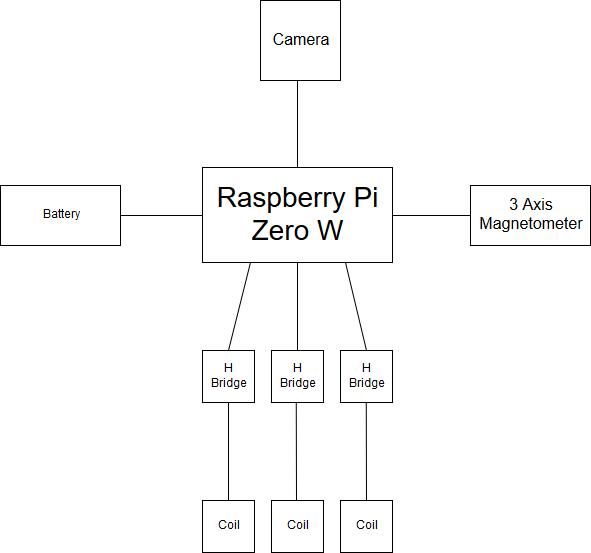 Camera
Raspberry Pi
Zero W
Battery
3 Axis
Magnetometer
H
Bridge
H
Bridge
H
Bridge
Coil
Coil
Coil